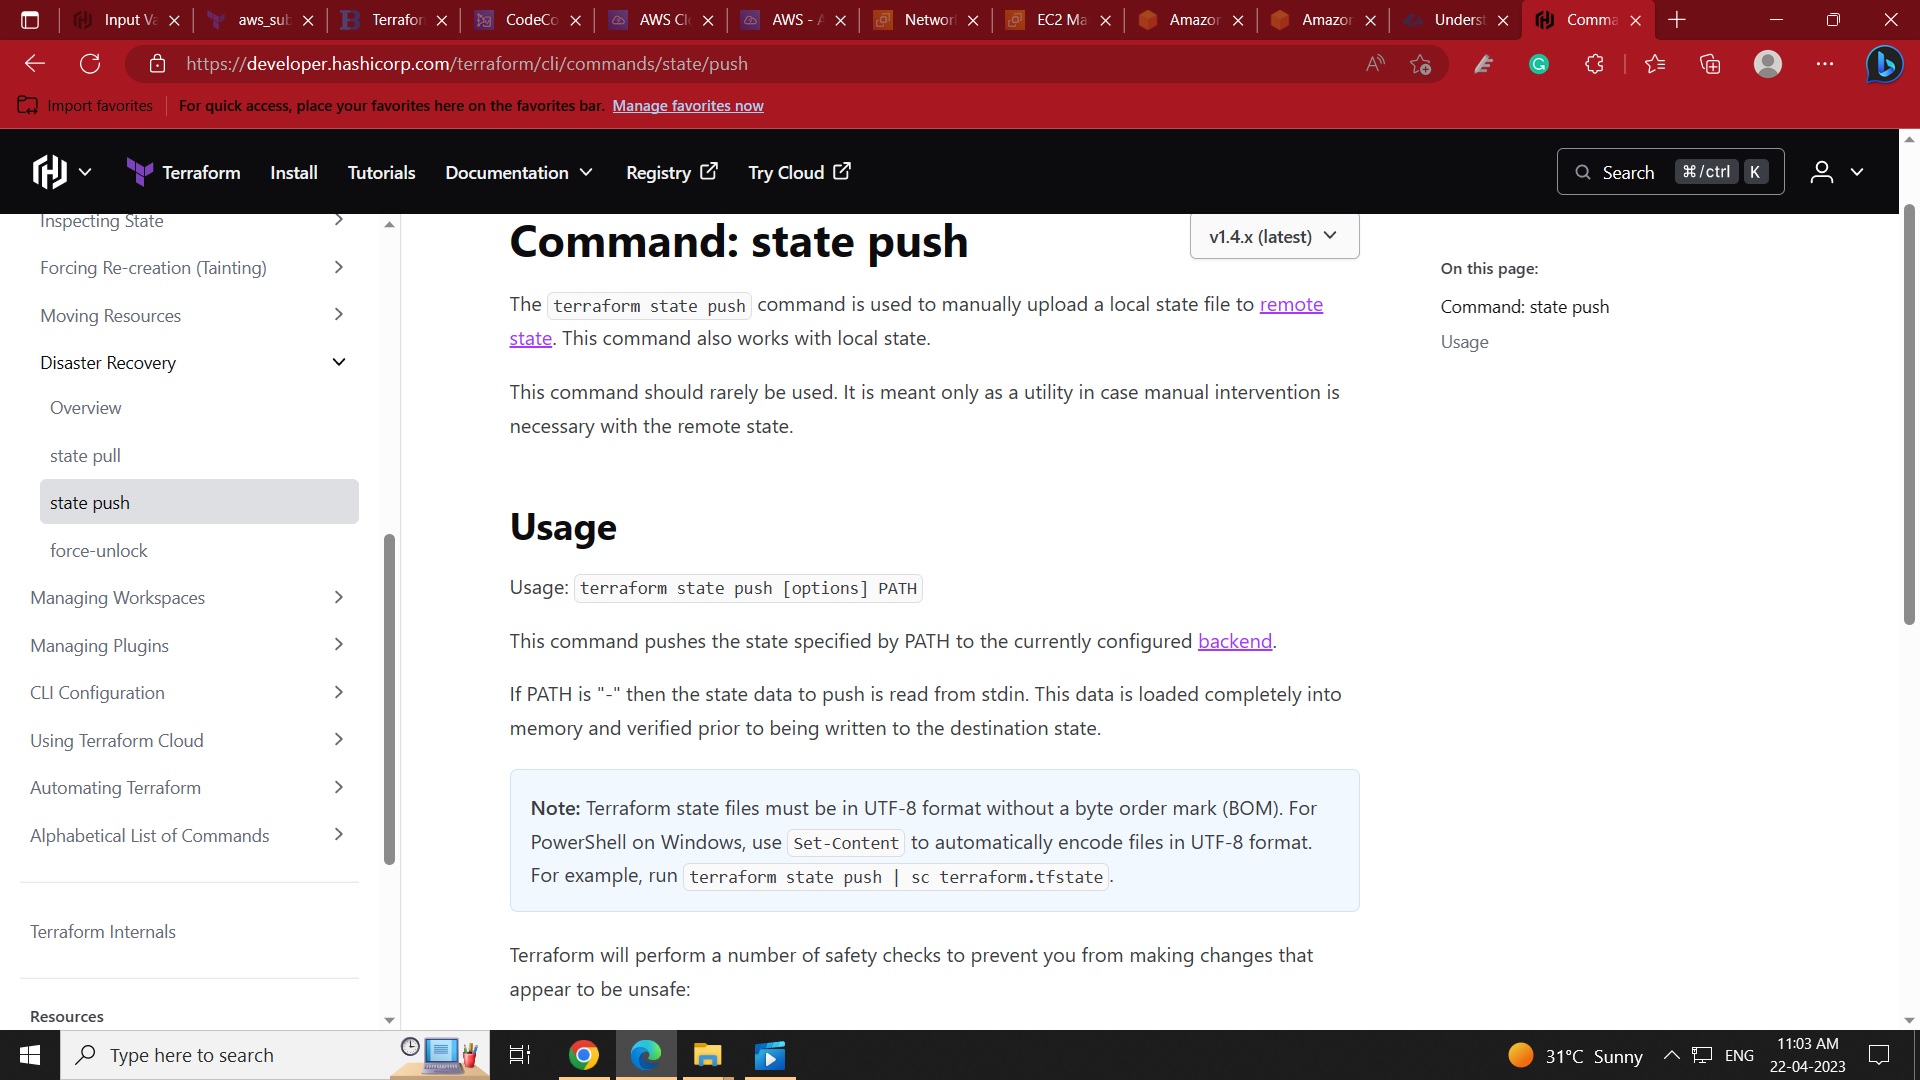 Input Va
aws_sub
Terrafor
CodeCo
AWS Cl
AWS - A
Networ
EC2 Ma
Amazor
Amazor
Underst
Comma
https://developer.hashicorp.com/terraform/cli/commands/state/push
Import favorites
For quick access, place your favorites here on the favorites bar. Manage favorites now
Terraform
Install
Tutorials
Documentation
Registry
Try Cloud
Search
⌘/ctrl
K
Inspecting State
Forcing Re-creation (Tainting)
Moving Resources
Disaster Recovery
Overview
state pull
state push
force-unlock
Managing Workspaces
Managing Plugins
CLI Configuration
Using Terraform Cloud
Automating Terraform
Alphabetical List of Commands
Terraform Internals
Resources
Command: state push
v1.4.x (latest)
The terraform state push command is used to manually upload a local state file to remote
state. This command also works with local state.
This command should rarely be used. It is meant only as a utility in case manual intervention is
necessary with the remote state.
Usage
Usage: terraform state push [options] PATH
This command pushes the state specified by PATH to the currently configured backend.
If PATH is "-" then the state data to push is read from stdin. This data is loaded completely into
memory and verified prior to being written to the destination state.
Note: Terraform state files must be in UTF-8 format without a byte order mark (BOM). For
PowerShell on Windows, use Set-Content to automatically encode files in UTF-8 format.
For example, run terraform state push | sc terraform.tfstate.
Terraform will perform a number of safety checks to prevent you from making changes that
appear to be unsafe:
On this page:
Command: state push
Usage
Type here to search
31°C Sunny
ENG
11:03 AM
22-04-2023